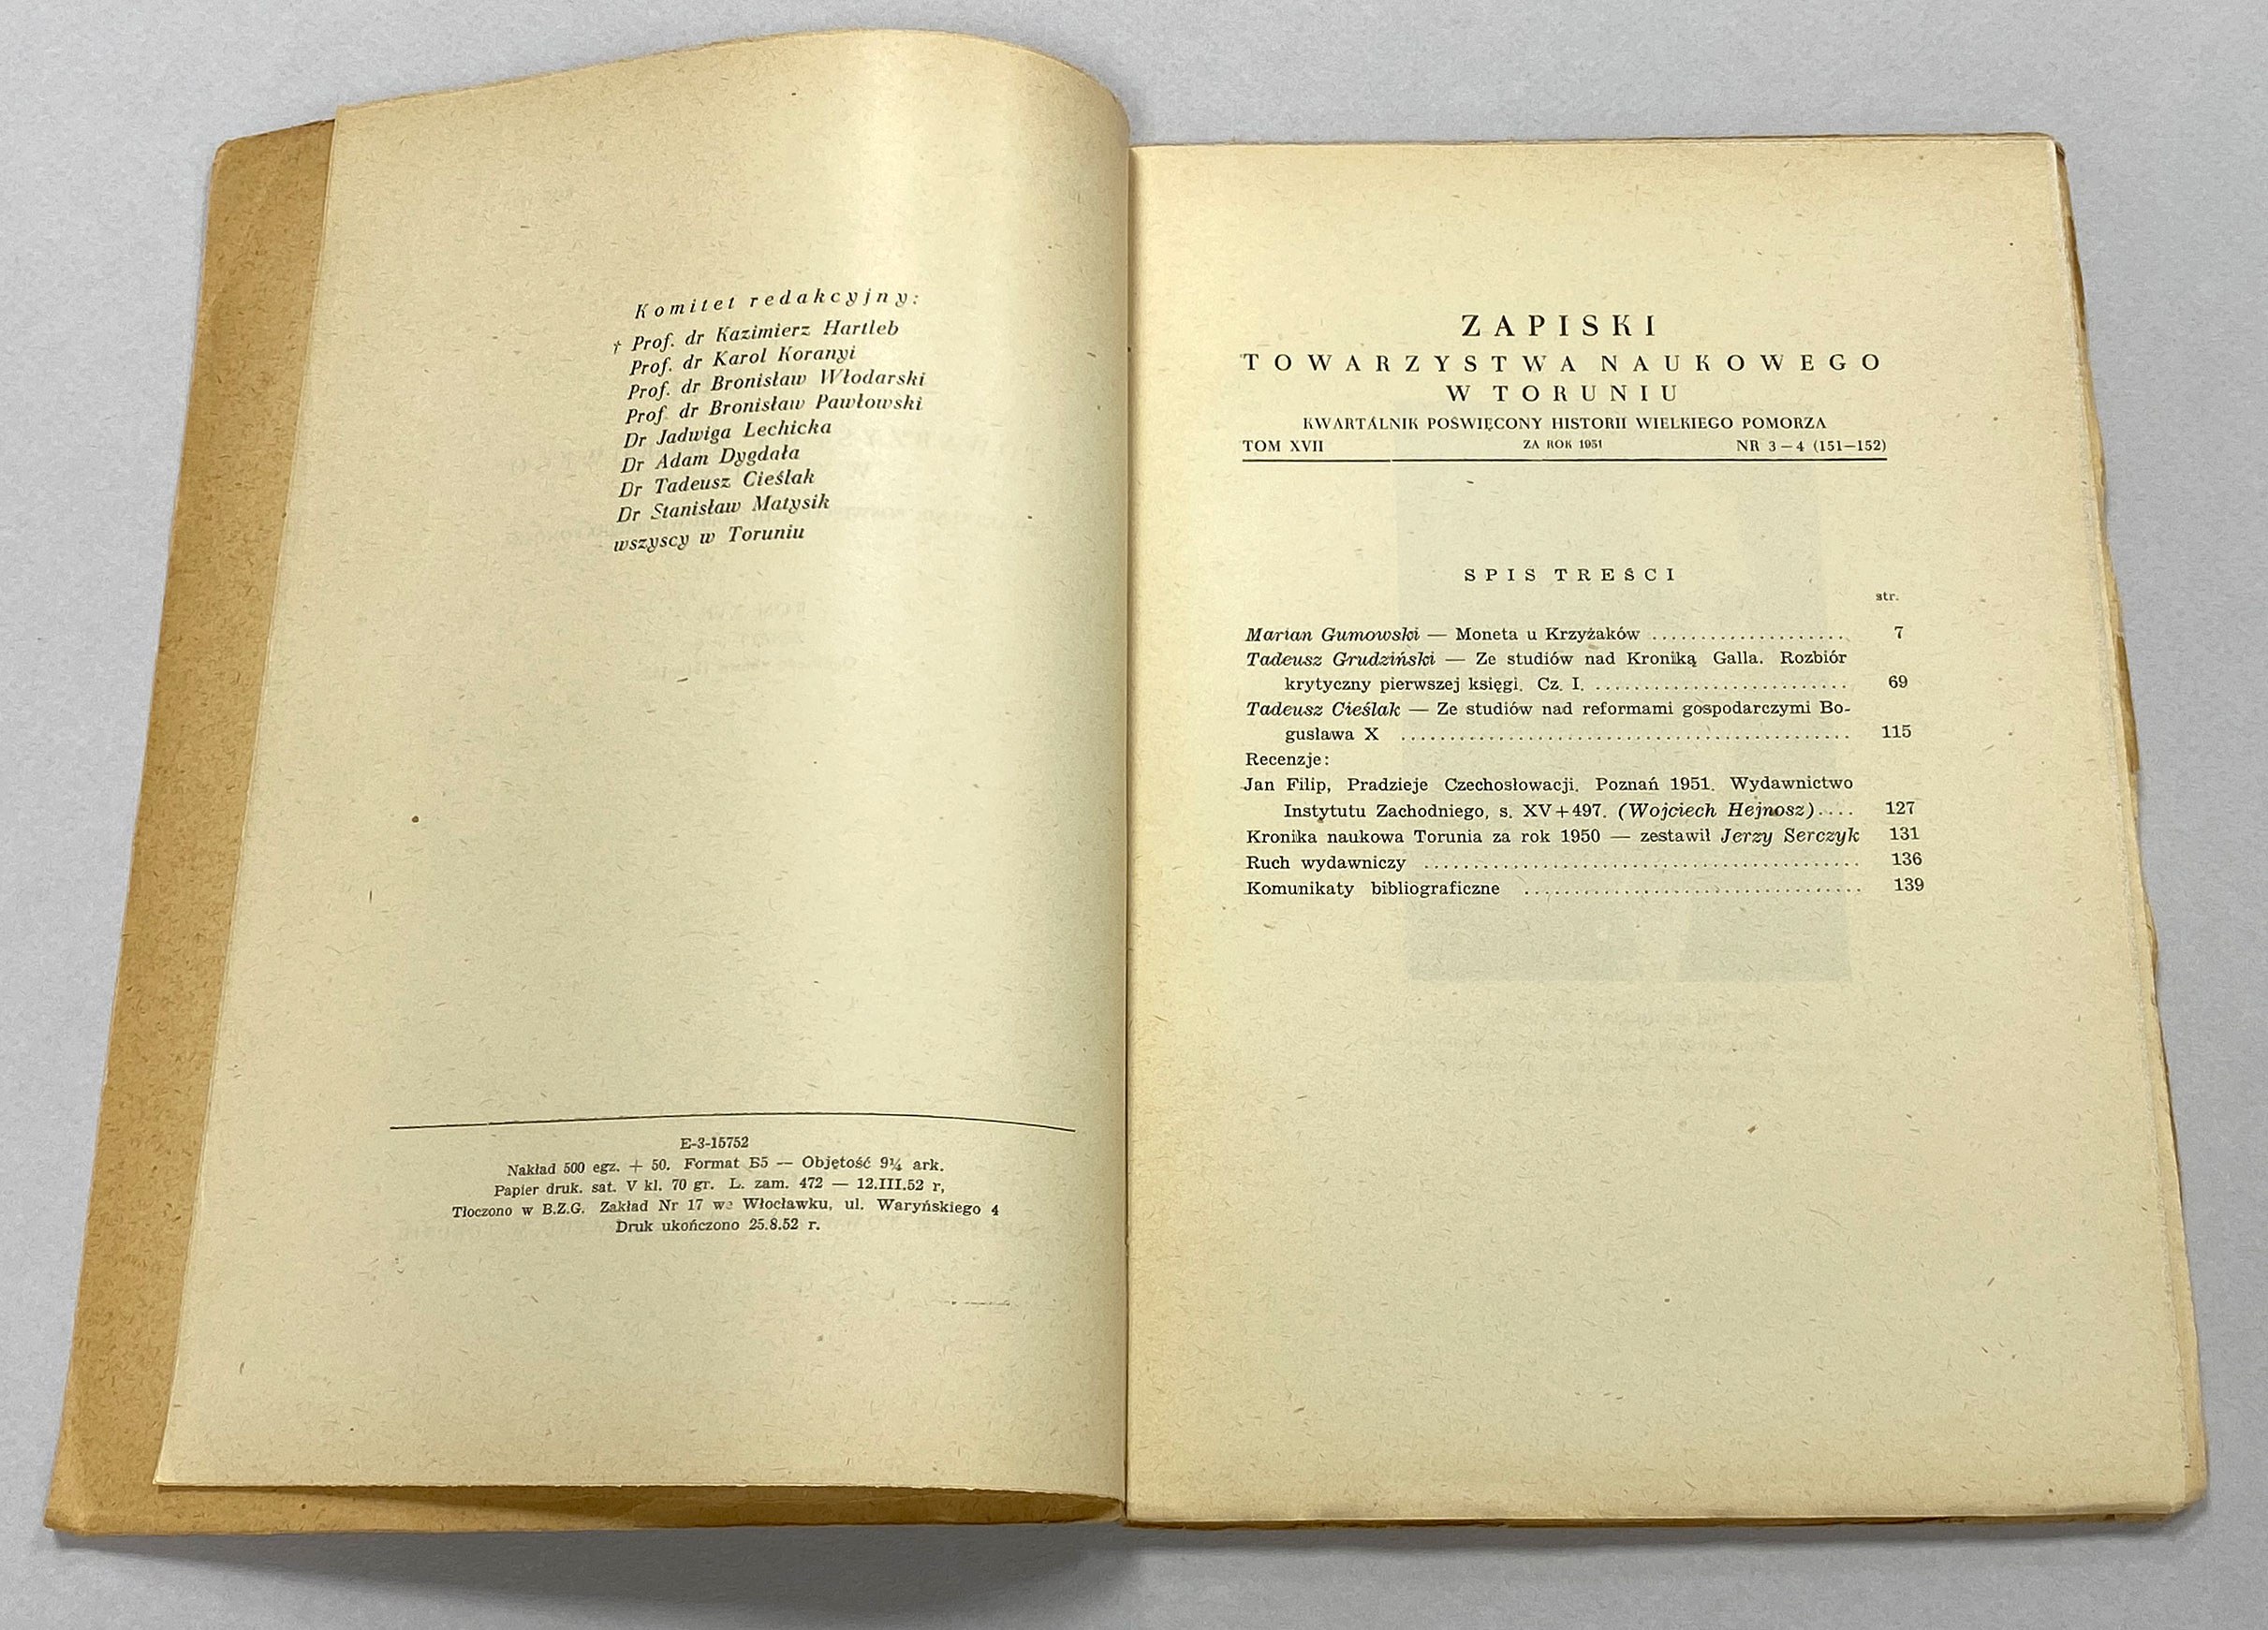 Komitet redakcyjny:
† Prof. dr Kazimierz Hartleb
Prof. dr Karol Koranyi
Prof. dr Bronisław Włodarski
Prof. dr Bronisław Pawłowski
Dr Jadwiga Lechicka
Dr Adam Dygdała
Dr Tadeusz Cieślak
Dr Stanisław Matysik
wszyscy w Toruniu
E-3-15752
Nakład 500 egz. + 50. Format B5 — Objętość 9¼ ark.
Papier druk. sat. V kl. 70 gr. L. zam. 472 — 12.III.52 r,
Tłoczono w B.Z.G. Zakład Nr 17 we Włocławku, ul. Waryńskiego 4
Druk ukończono 25.8.52 r.
ZAPISKI
TOWARZYSTWA NAUKOWEGO
W TORUNIU
KWARTALNIK POŚWIĘCONY HISTORII WIELKIEGO POMORZA
TOM XVII ZA ROK 1951 NR 3—4 (151—152)
SPIS TREŚCI
str.
Marian Gumowski — Moneta u Krzyżaków .................... 7
Tadeusz Grudziński — Ze studiów nad Kroniką Galla. Rozbiór
krytyczny pierwszej księgi. Cz. I. .......................... 69
Tadeusz Cieślak — Ze studiów nad reformami gospodarczymi Bo-
gusława X .............................................. 115
Recenzje:
Jan Filip, Pradzieje Czechosłowacji. Poznań 1951. Wydawnictwo
Instytutu Zachodniego, s. XV+497. (Wojciech Hejnosz).... 127
Kronika naukowa Torunia za rok 1950 — zestawił Jerzy Serczyk 131
Ruch wydawniczy ............................................ 136
Komunikaty bibliograficzne .................................. 139